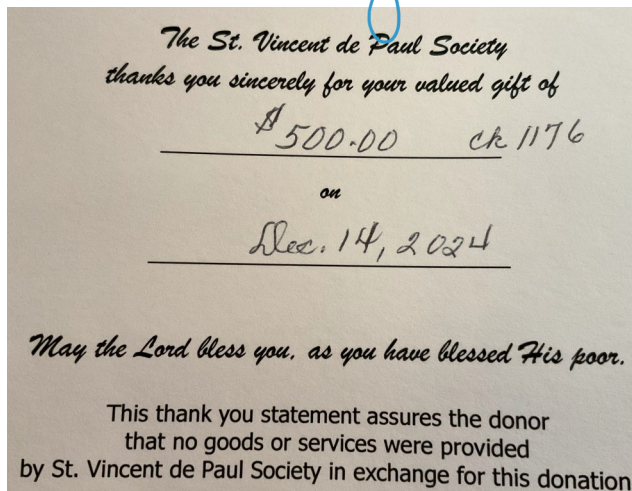 The St. Vincent de Paul Society
thanks you sincerely for your valued gift of
$500.00 ck 1176
on
Dec. 14, 2024
May the Lord bless you, as you have blessed His poor.
This thank you statement assures the donor
that no goods or services were provided
by St. Vincent de Paul Society in exchange for this donation